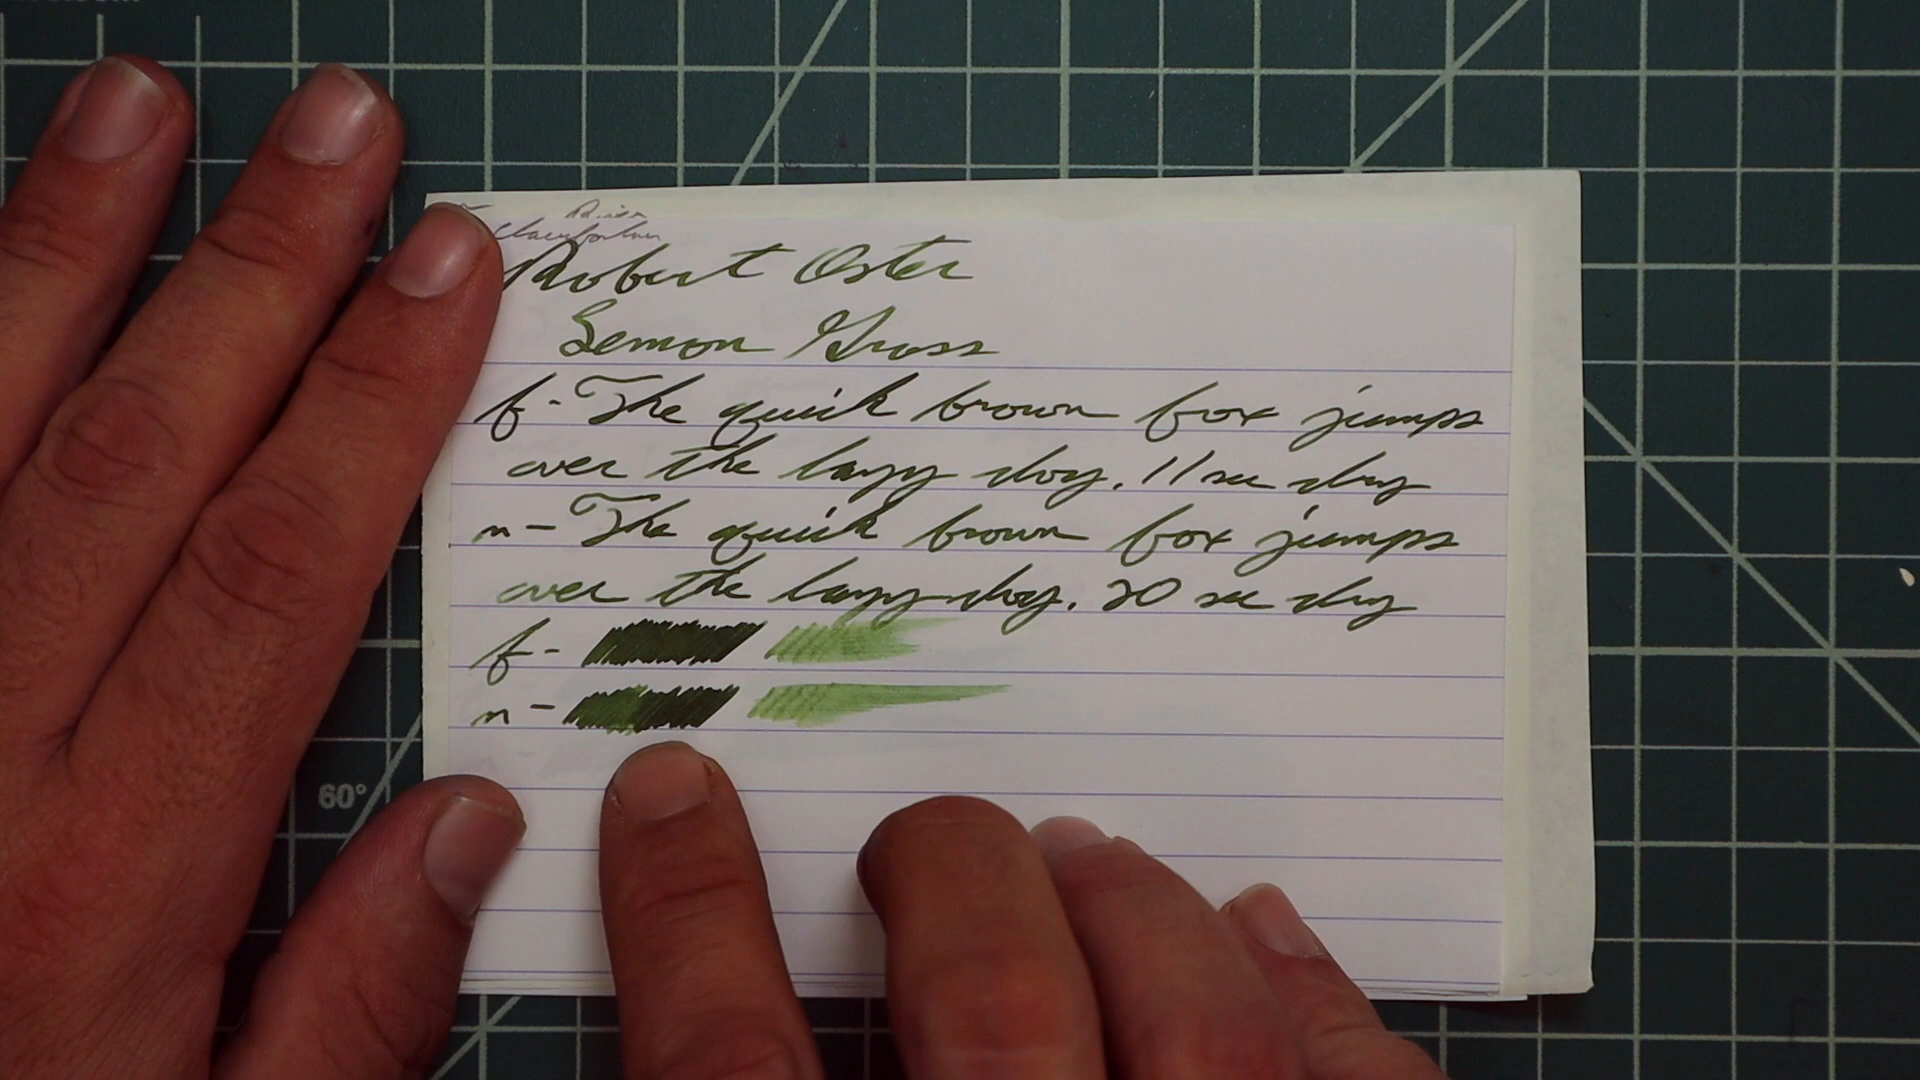 Robert Oster
Lemon Grass
f - The quick brown fox jumps
over the lazy dog. 11 sec dry
m - The quick brown fox jumps
over the lazy dog. 20 sec dry
f -
m -
60°